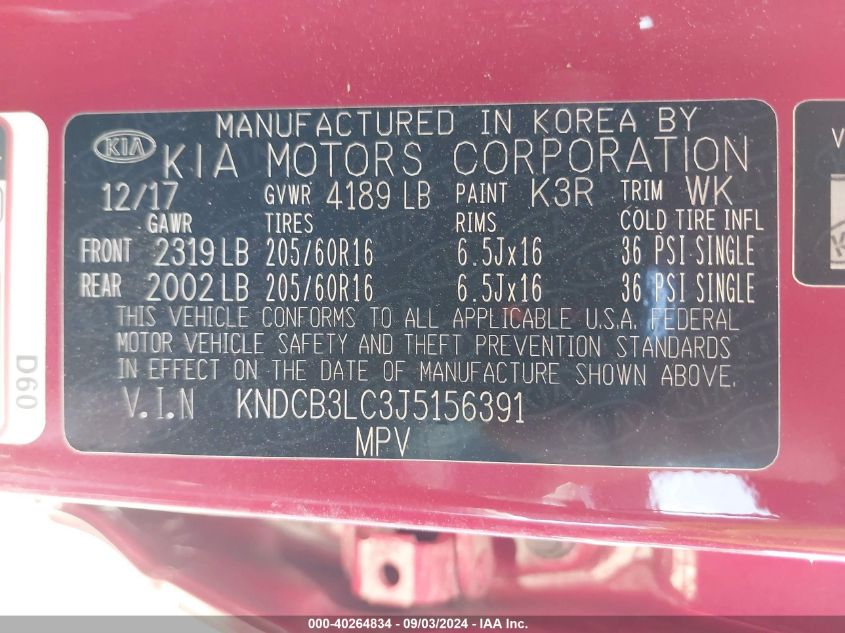 MANUFACTURED IN KOREA BY
KIA KIA MOTORS CORPORATION
12/17 GVWR 4189 LB PAINT K3R TRIM WK
GAWR TIRES RIMS COLD TIRE INFL
FRONT 2319 LB 205/60R16 6.5Jx16 36 PSI SINGLE
REAR 2002 LB 205/60R16 6.5Jx16 36 PSI SINGLE
THIS VEHICLE CONFORMS TO ALL APPLICABLE U.S.A. FEDERAL
MOTOR VEHICLE SAFETY AND THEFT PREVENTION STANDARDS
IN EFFECT ON THE DATE OF MANUFACTURE SHOWN ABOVE.
V.I.N KNDCB3LC3J5156391
MPV
D60
V
000-40264834 - 09/03/2024 - IAAI.COM